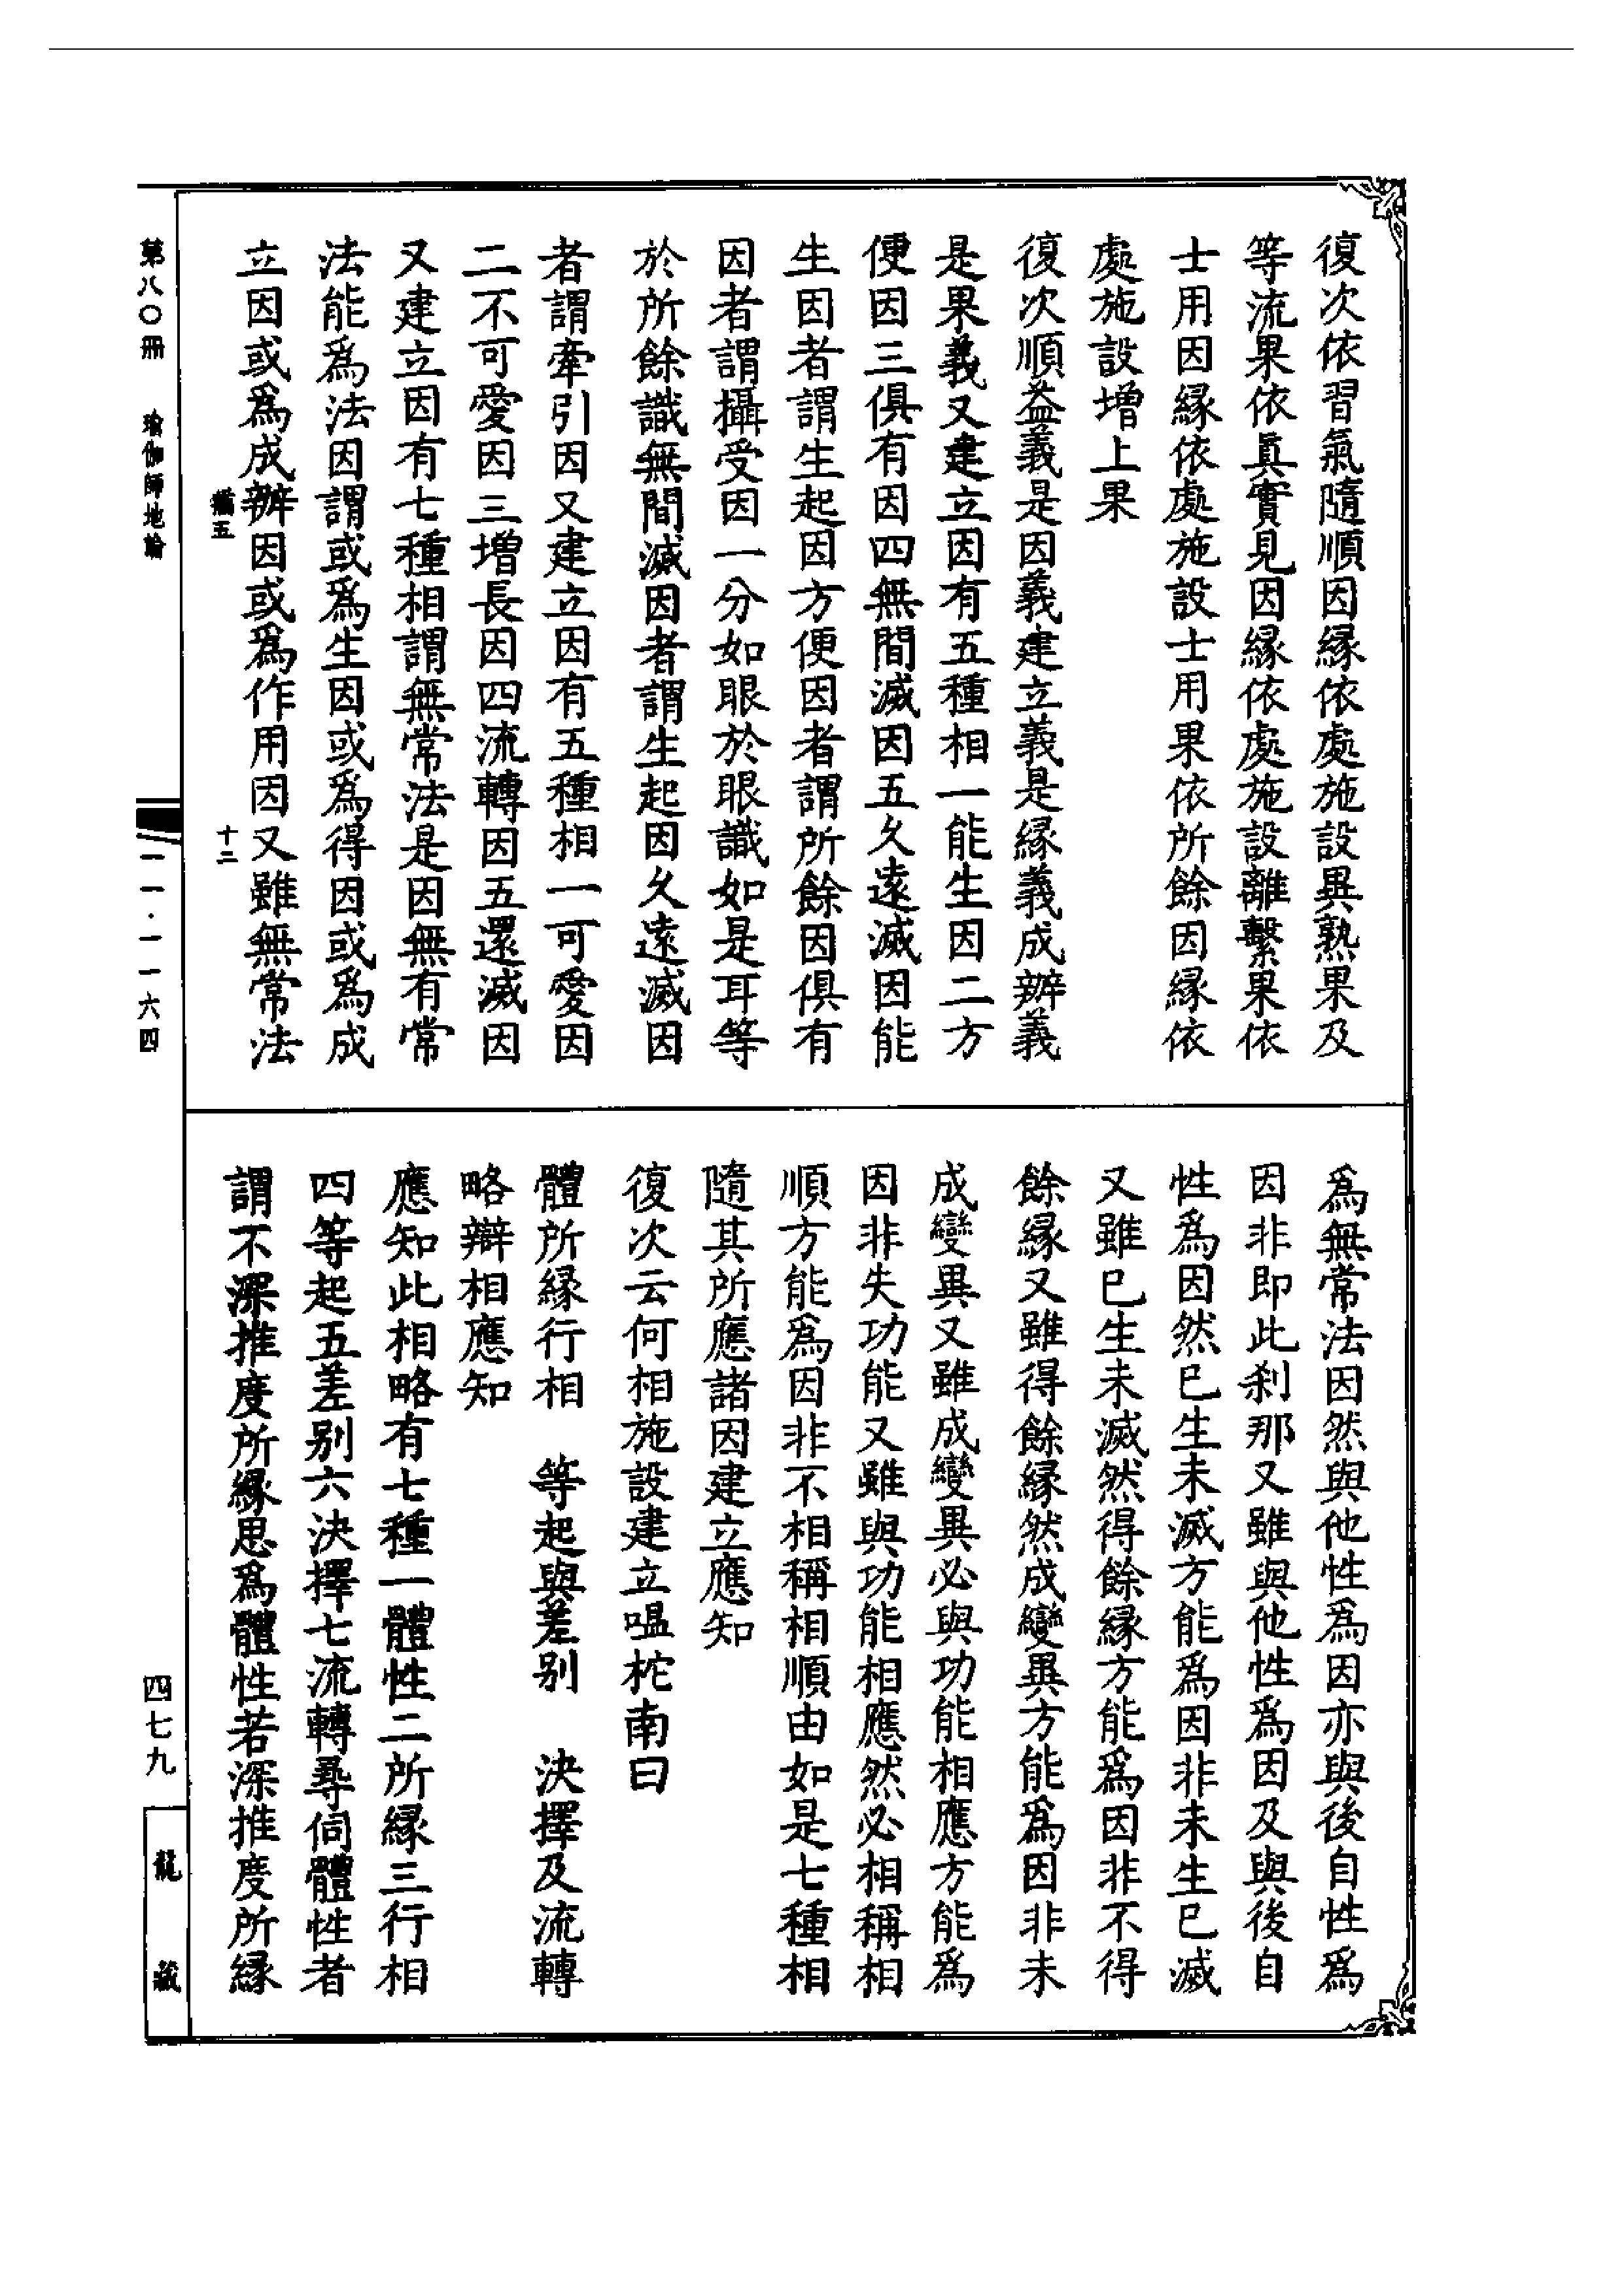 復次依習氣隨順因緣依處施設異熟果及
等流果依真實見因緣依處施設離繫果依
士用因緣依處施設士用果依所餘因緣依
處施設增上果
復次順益義是因義建立義是緣義成辦義
是果義又建立因有五種相一能生因二方
便因三俱有因四無間滅因五久遠滅因能
生因者謂生起因方便因者謂所餘因俱有
因者謂攝受因一分如眼於眼識如是耳等
於所餘識無間滅因者謂生起因久遠滅因
者謂牽引因又建立因有五種相一可愛因
二不可愛因三增長因四流轉因五還滅因
又建立因有七種相謂無常法是因無有常
法能為法因謂或為生因或為得因或為成
立因或為成辦因或為作用因又雖無常法
五
十二
為無常法因然與他性為因亦與後自性為
因非即此剎那又雖與他性為因及與後自
性為因然已生未滅方能為因非未生已滅
又雖已生未滅然得餘緣方能為因非不得
餘緣又雖得餘緣然成變異方能為因非未
成變異又雖成變異必與功能相應方能為
因非失功能又雖與功能相應然必相稱相
順方能為因非不相稱相順由如是七種相
隨其所應諸因建立應知
復次云何相施設建立嗢柁南曰
體所緣行相　等起與差別　決擇及流轉
略辯相應知
應知此相略有七種一體性二所緣三行相
四等起五差別六決擇七流轉尋伺體性者
謂不深推度所緣思為體性若深推度所緣
第八〇冊　瑜伽師地論
一一·一一六四
四七九
龍藏